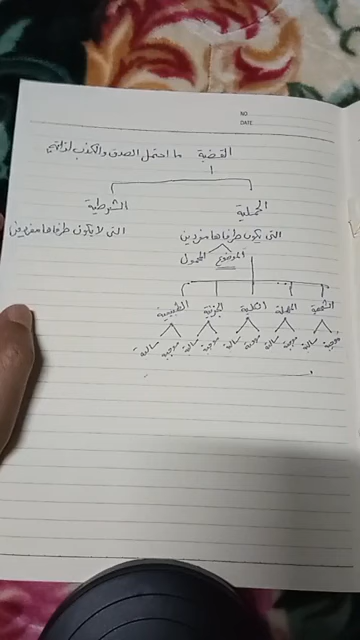 NO
DATE
القضية ما احتمل الصدق والكذب لذاته
الحملية الشرطية
التي يكون طرفاها مفردين التي لا يكون طرفاها مفردين
الموضوع المحمول
الشخصية المهملة الكلية الجزئية الطبيعية
موجبة سالبة موجبة سالبة موجبة سالبة موجبة سالبة موجبة سالبة